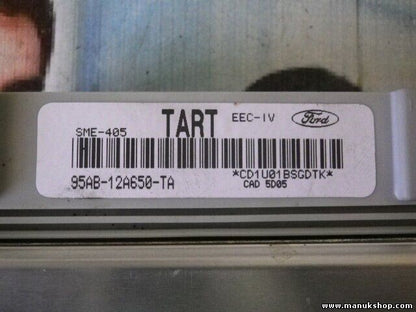 SME-405 TART EEC-IV Ford
95AB-12A650-TA *CD1U01BSGDTK*
CAD 5D05
www.manukshop.com